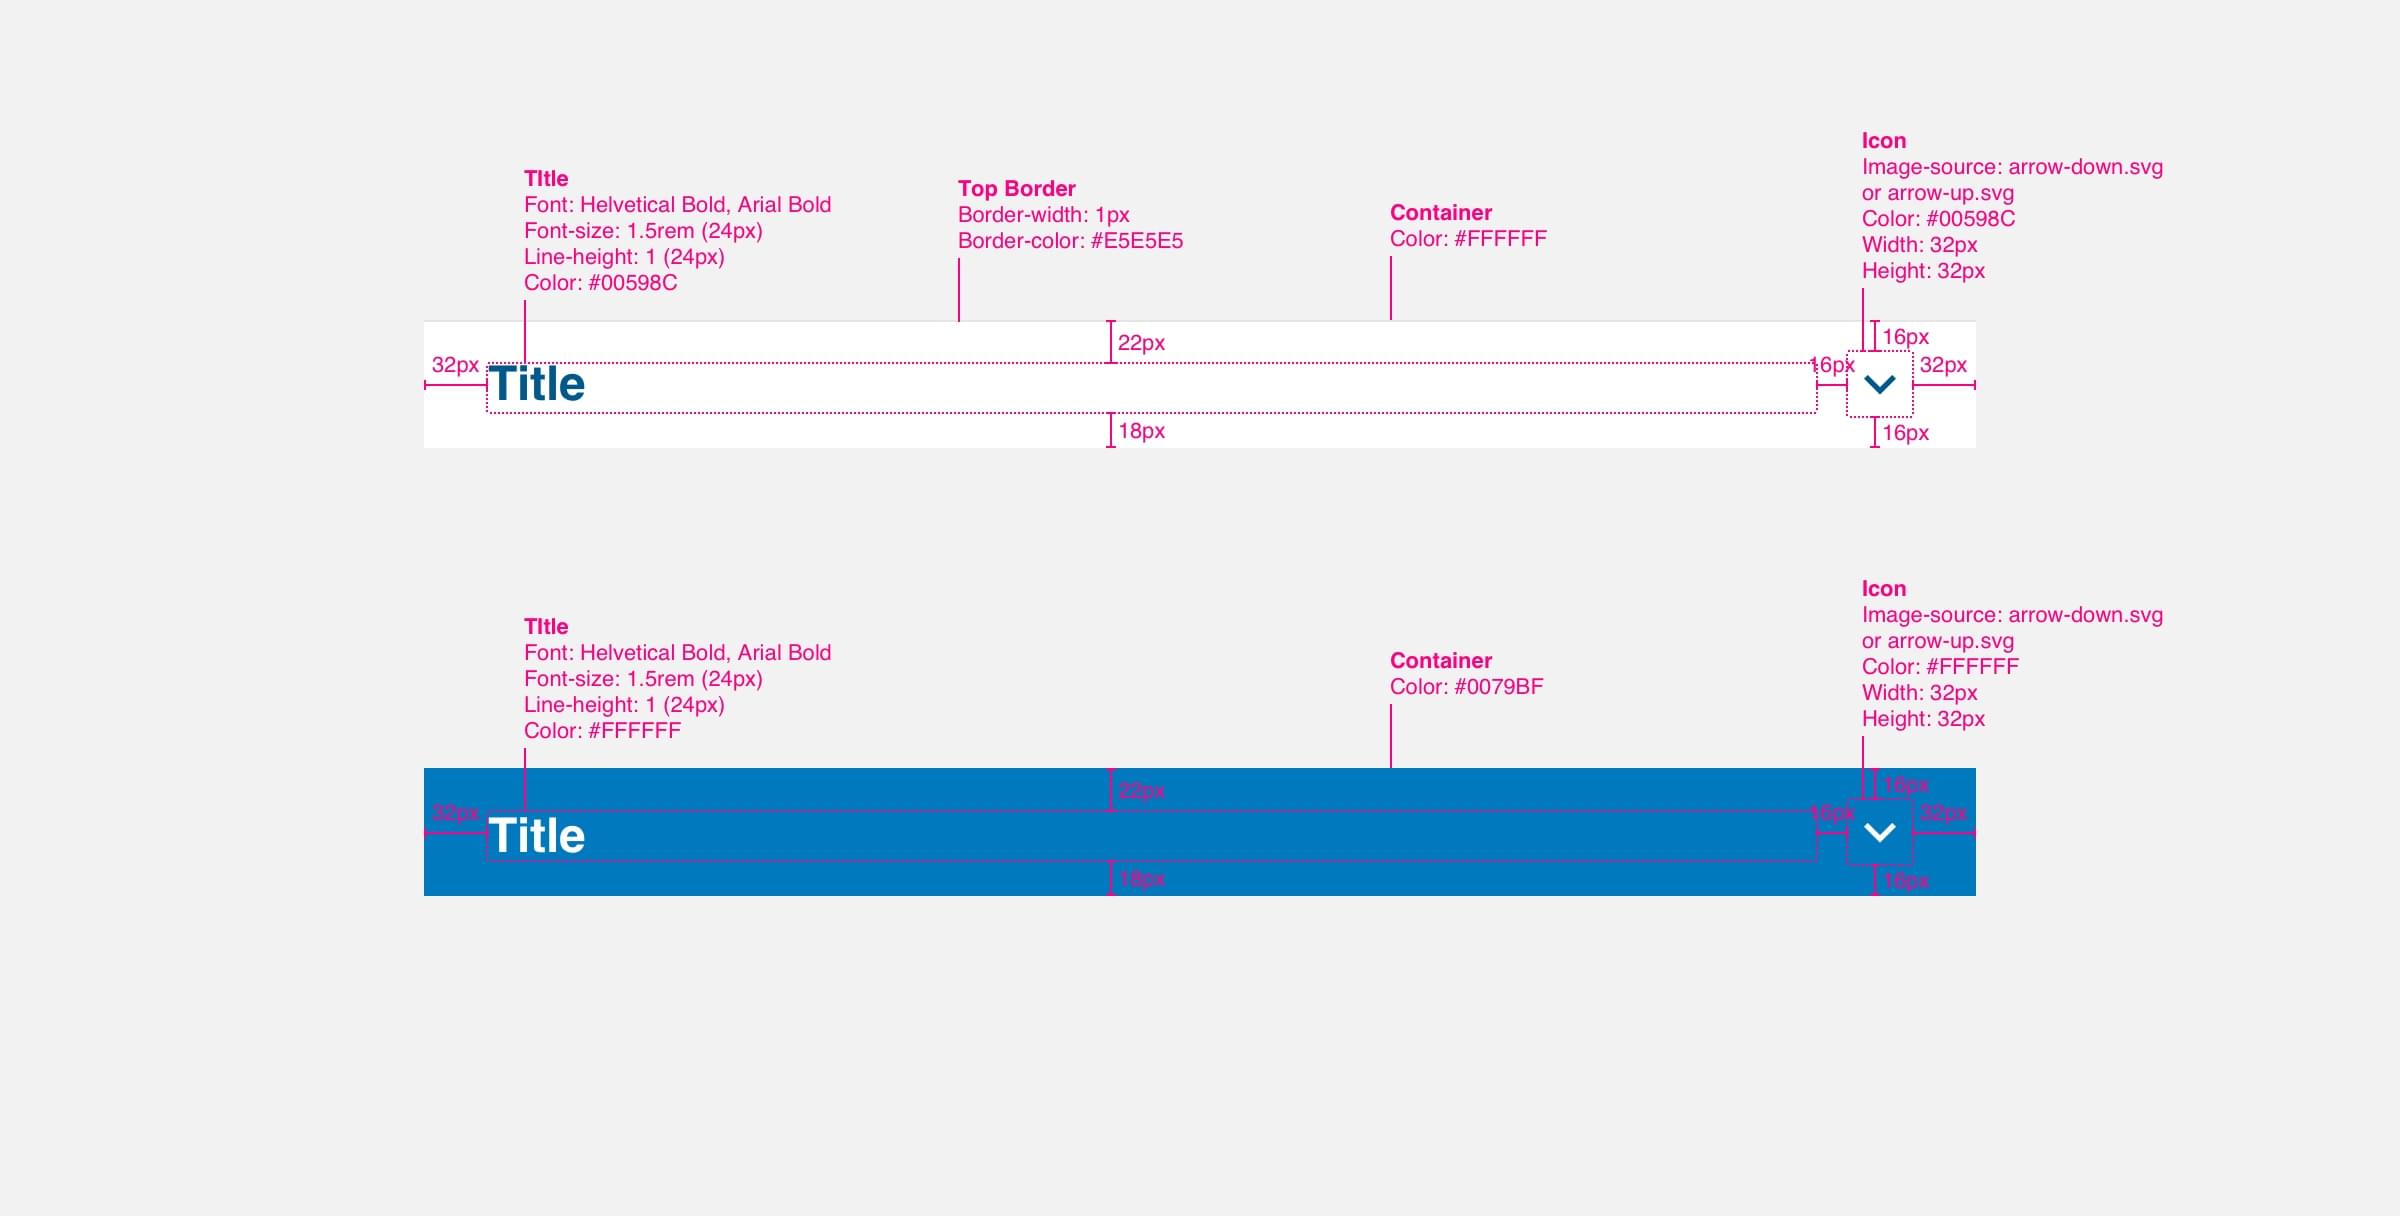 Icon
Image-source: arrow-down.svg
or arrow-up.svg
Color: #00598C
Width: 32px
Height: 32px
TItle
Font: Helvetical Bold, Arial Bold
Font-size: 1.5rem (24px)
Line-height: 1 (24px)
Color: #00598C
Top Border
Border-width: 1px
Border-color: #E5E5E5
Container
Color: #FFFFFF
22px
16px
32px
16px
32px
Title
18px
16px
Icon
Image-source: arrow-down.svg
or arrow-up.svg
Color: #FFFFFF
Width: 32px
Height: 32px
TItle
Font: Helvetical Bold, Arial Bold
Font-size: 1.5rem (24px)
Line-height: 1 (24px)
Color: #FFFFFF
Container
Color: #0079BF
22px
16px
32px
16px
32px
Title
18px
16px